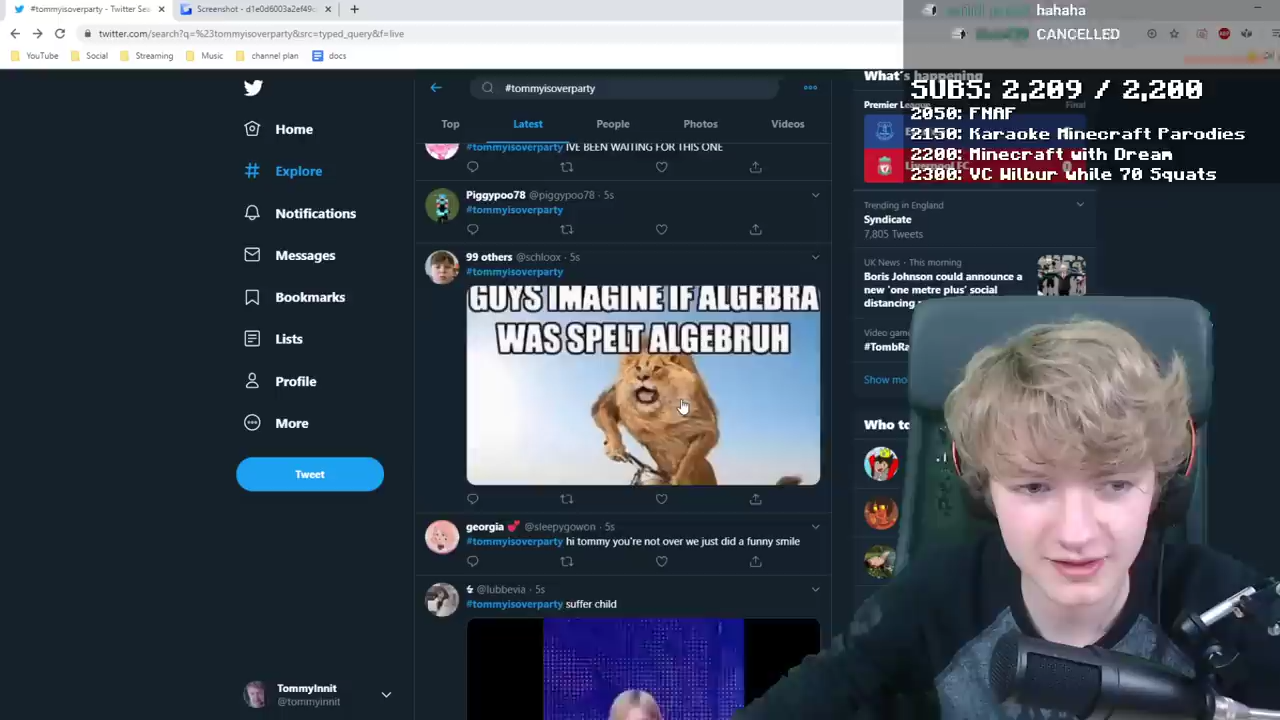 #tommyisoverparty - Twitter Sea
Screenshot - d1e0d6003a2ef49
twitter.com/search?q=%23tommyisoverparty&src=typed_query&f=live
YouTube
Social
Streaming
Music
channel plan
docs
hahaha
CANCELLED
SUBS: 2,209 / 2,200
2050: FNAF
2150: Karaoke Minecraft Parodies
2200: Minecraft with Dream
2300: VC Wilbur while 70 Squats
Home
Explore
Notifications
Messages
Bookmarks
Lists
Profile
More
Tweet
TommyInnit
@tommyinnit
#tommyisoverparty
Top
Latest
People
Photos
Videos
#tommyisoverparty IVE BEEN WAITING FOR THIS ONE
Piggypoo78 @piggypoo78 · 5s
#tommyisoverparty
99 others @schloox · 5s
#tommyisoverparty
GUYS IMAGINE IF ALGEBRA
WAS SPELT ALGEBRUH
georgia 💕 @sleepygowon · 5s
#tommyisoverparty hi tommy you're not over we just did a funny smile
@lubbevia · 5s
#tommyisoverparty suffer child
What's happening
Premier League
Final
Liverpool FC
0
Trending in England
Syndicate
7,805 Tweets
UK News · This morning
Boris Johnson could announce a
new 'one metre plus' social
distancing
Video gam
#TombRa
Show mo
Who to